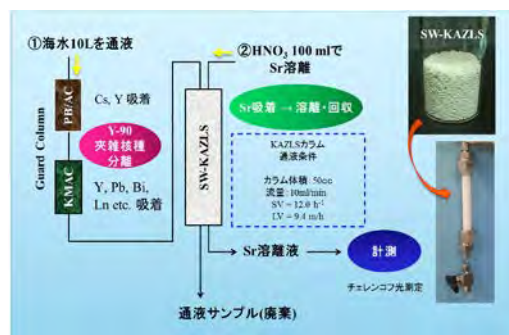 ①海水10Lを通液
②HNO₃ 100 mlで
Sr溶離
SW-KAZLS
Guard Column
PB/AC
Cs, Y 吸着
Y-90
夾雑核種
分離
KMAC
Y, Pb, Bi,
Ln etc. 吸着
SW-KAZLS
Sr吸着 → 溶離・回収
KAZLSカラム
通液条件
カラム体積: 50cc
流量: 10ml/min
SV = 12.0 h⁻¹
LV = 9.4 m/h
Sr溶離液
計測
チェレンコフ光測定
通液サンプル(廃棄)